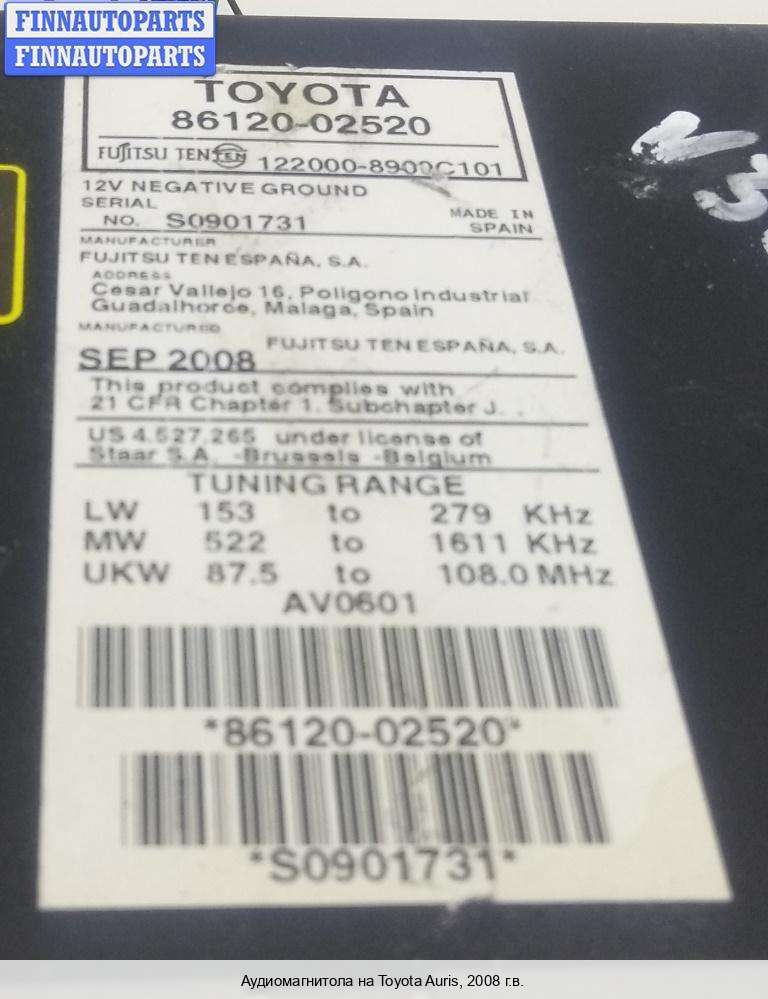 FINNAUTOPARTS
FINNAUTOPARTS
TOYOTA
86120-02520
FUJITSU TEN TEN 122000-8900C101
12V NEGATIVE GROUND
SERIAL
NO. S0901731
MADE IN
SPAIN
MANUFACTURER
FUJITSU TEN ESPAÑA, S.A.
ADDRESS
Cesar Vallejo 16, Poligono Industrial
Guadalhorce, Malaga, Spain
MANUFACTURED
FUJITSU TEN ESPAÑA, S.A.
SEP 2008
This product complies with
21 CFR Chapter 1, Subchapter J.
US 4,527,265 under license of
Staar S.A. -Brussels -Belgium
TUNING RANGE
LW 153 to 279 KHz
MW 522 to 1611 KHz
UKW 87.5 to 108.0 MHz
AV0601
*86120-02520*
*S0901731*
Аудиомагнитола на Toyota Auris, 2008 г.в.